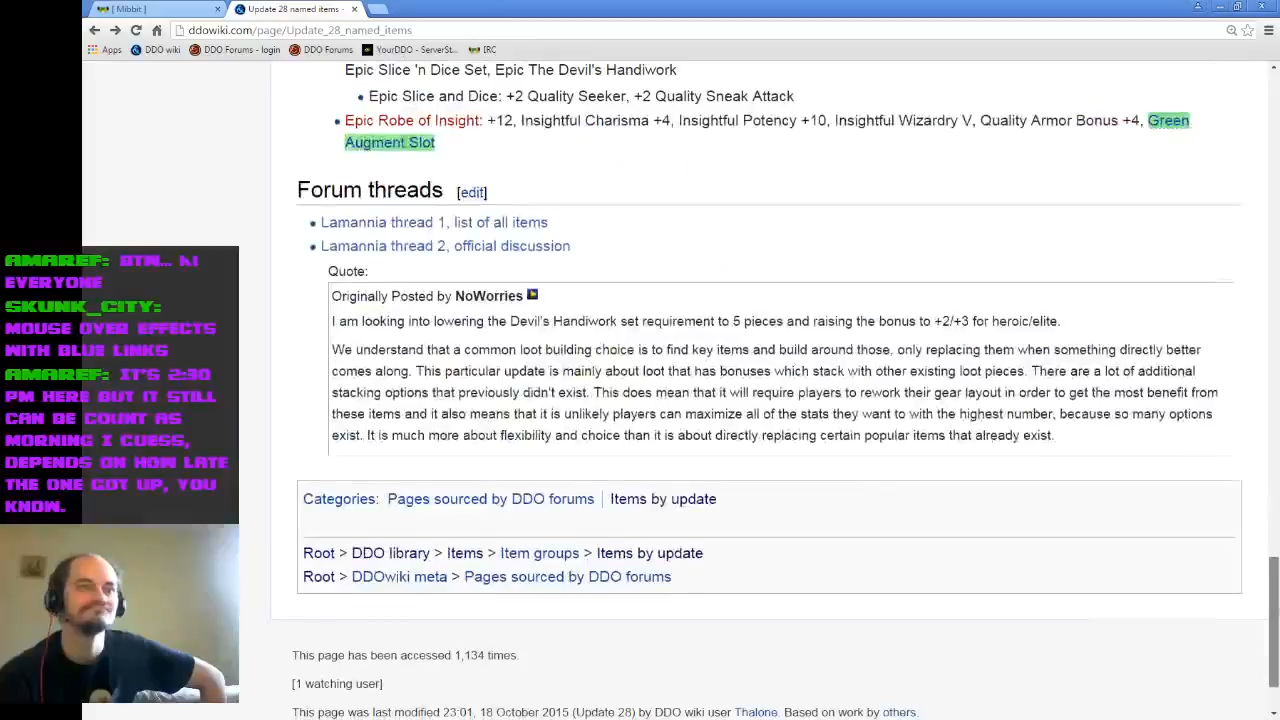 [ Mibbit ]
Update 28 named items -
ddowiki.com/page/Update_28_named_items
Apps DDO wiki DDO Forums - login DDO Forums YourDDO - ServerSt... IRC
Epic Slice 'n Dice Set, Epic The Devil's Handiwork
Epic Slice and Dice: +2 Quality Seeker, +2 Quality Sneak Attack
Epic Robe of Insight: +12, Insightful Charisma +4, Insightful Potency +10, Insightful Wizardry V, Quality Armor Bonus +4, Green
Augment Slot
Forum threads [edit]
Lamannia thread 1, list of all items
Lamannia thread 2, official discussion
Quote:
Originally Posted by NoWorries
I am looking into lowering the Devil's Handiwork set requirement to 5 pieces and raising the bonus to +2/+3 for heroic/elite.
We understand that a common loot building choice is to find key items and build around those, only replacing them when something directly better
comes along. This particular update is mainly about loot that has bonuses which stack with other existing loot pieces. There are a lot of additional
stacking options that previously didn't exist. This does mean that it will require players to rework their gear layout in order to get the most benefit from
these items and it also means that it is unlikely players can maximize all of the stats they want to with the highest number, because so many options
exist. It is much more about flexibility and choice than it is about directly replacing certain popular items that already exist.
Categories: Pages sourced by DDO forums | Items by update
Root > DDO library > Items > Item groups > Items by update
Root > DDOwiki meta > Pages sourced by DDO forums
This page has been accessed 1,134 times.
[1 watching user]
This page was last modified 23:01, 18 October 2015 (Update 28) by DDO wiki user Thalone. Based on work by others.
AMAREF: BTW... HI
EVERYONE
SKUNK_CITY:
MOUSE OVER EFFECTS
WITH BLUE LINKS
AMAREF: IT'S 2:30
PM HERE BUT IT STILL
CAN BE COUNT AS
MORNING I GUESS,
DEPENDS ON HOW LATE
THE ONE GOT UP, YOU
KNOW.